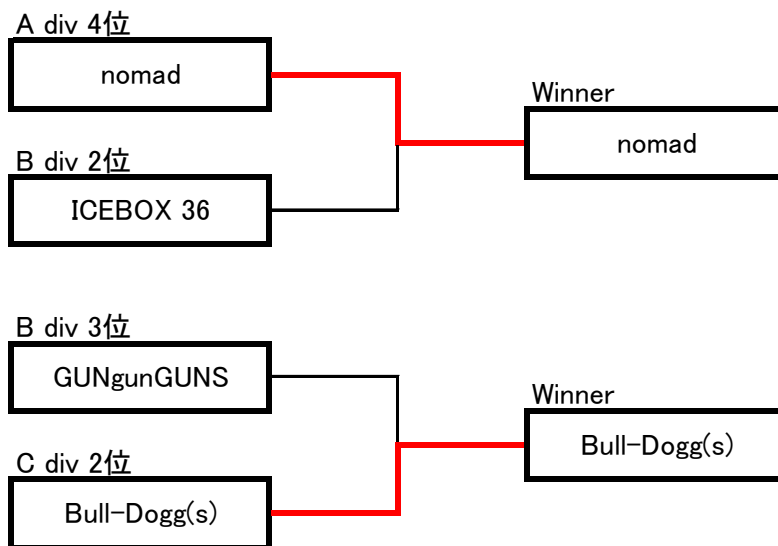 A div 4位
nomad
Winner
nomad
B div 2位
ICEBOX 36
B div 3位
GUNgunGUNS
Winner
Bull-Dogg(s)
C div 2位
Bull-Dogg(s)